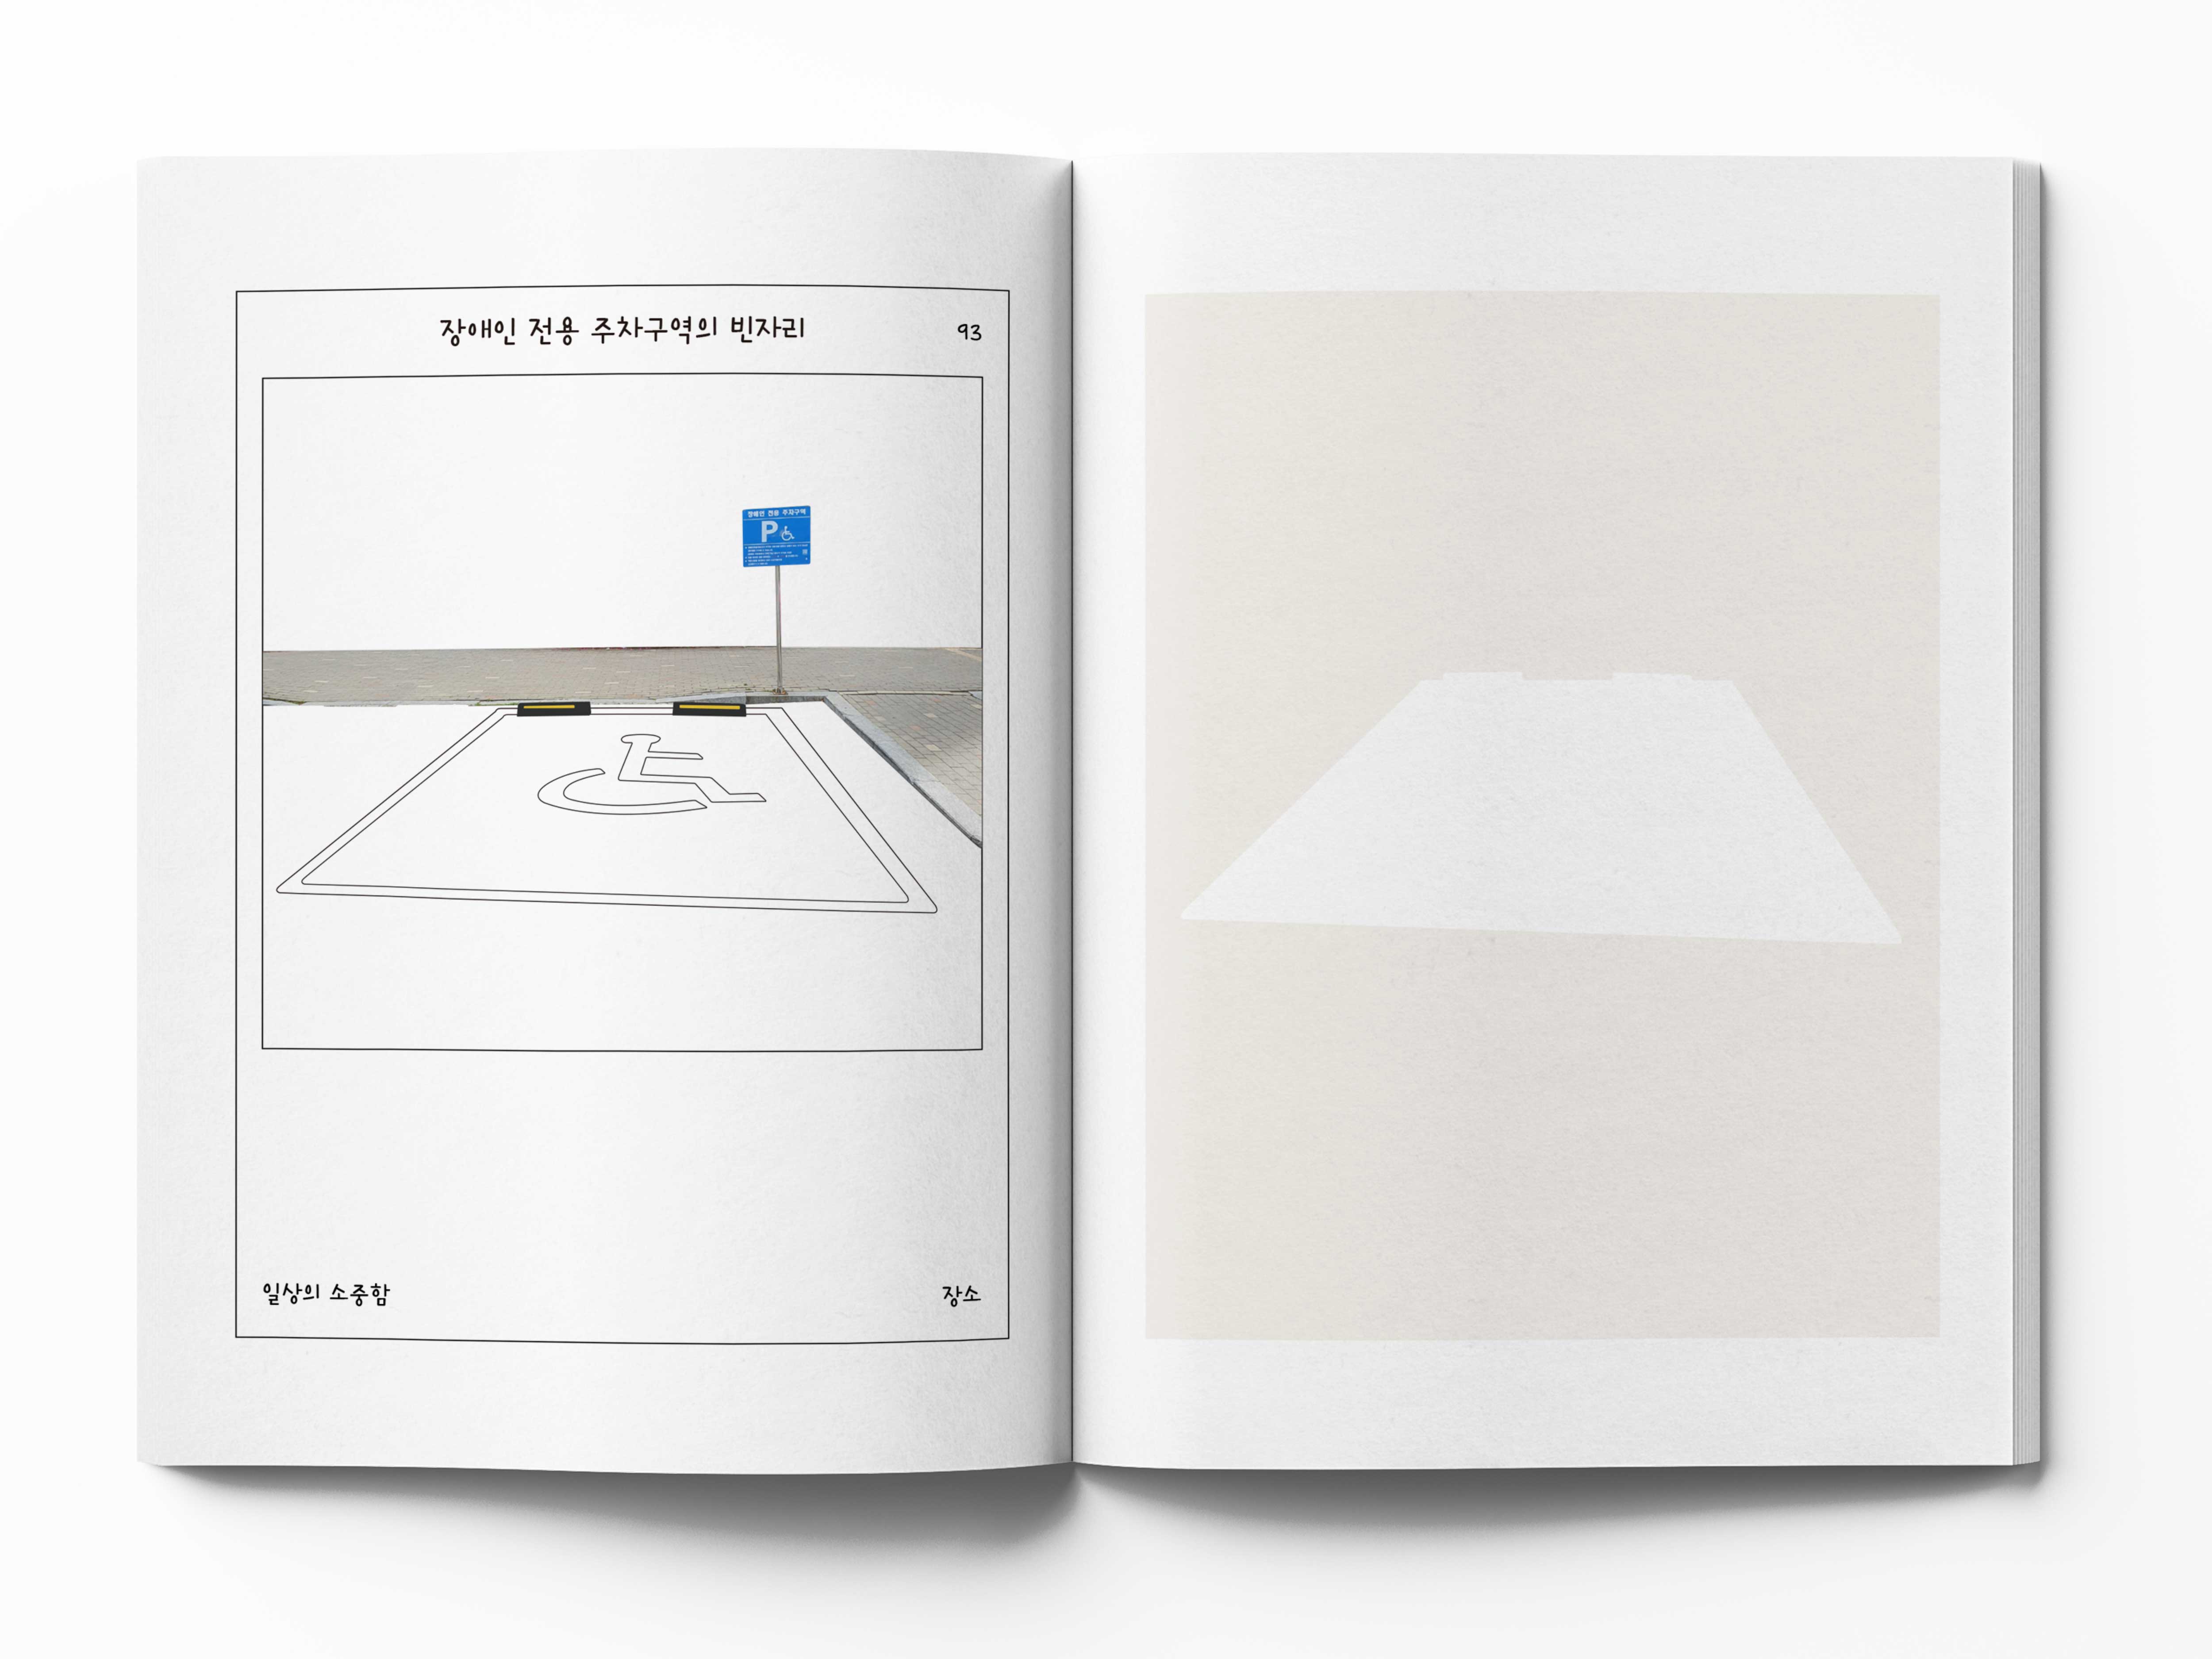 장애인 전용 주차구역의 빈자리
93
장애인 전용 주차구역
P
일상의 소중함
장소